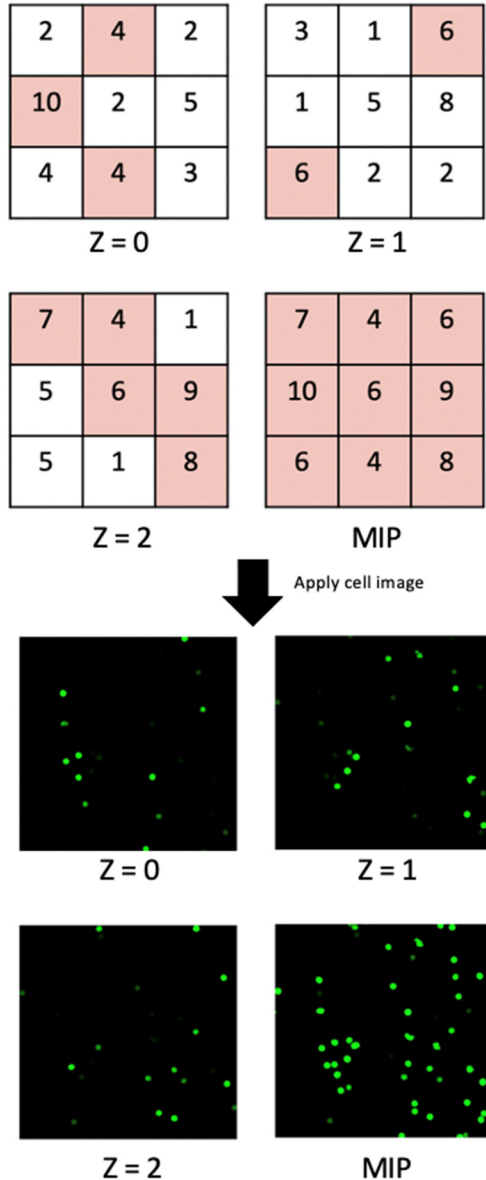 2 4 2
10 2 5
4 4 3
Z = 0
3 1 6
1 5 8
6 2 2
Z = 1
7 4 1
5 6 9
5 1 8
Z = 2
7 4 6
10 6 9
6 4 8
MIP
Apply cell image
Z = 0
Z = 1
Z = 2
MIP